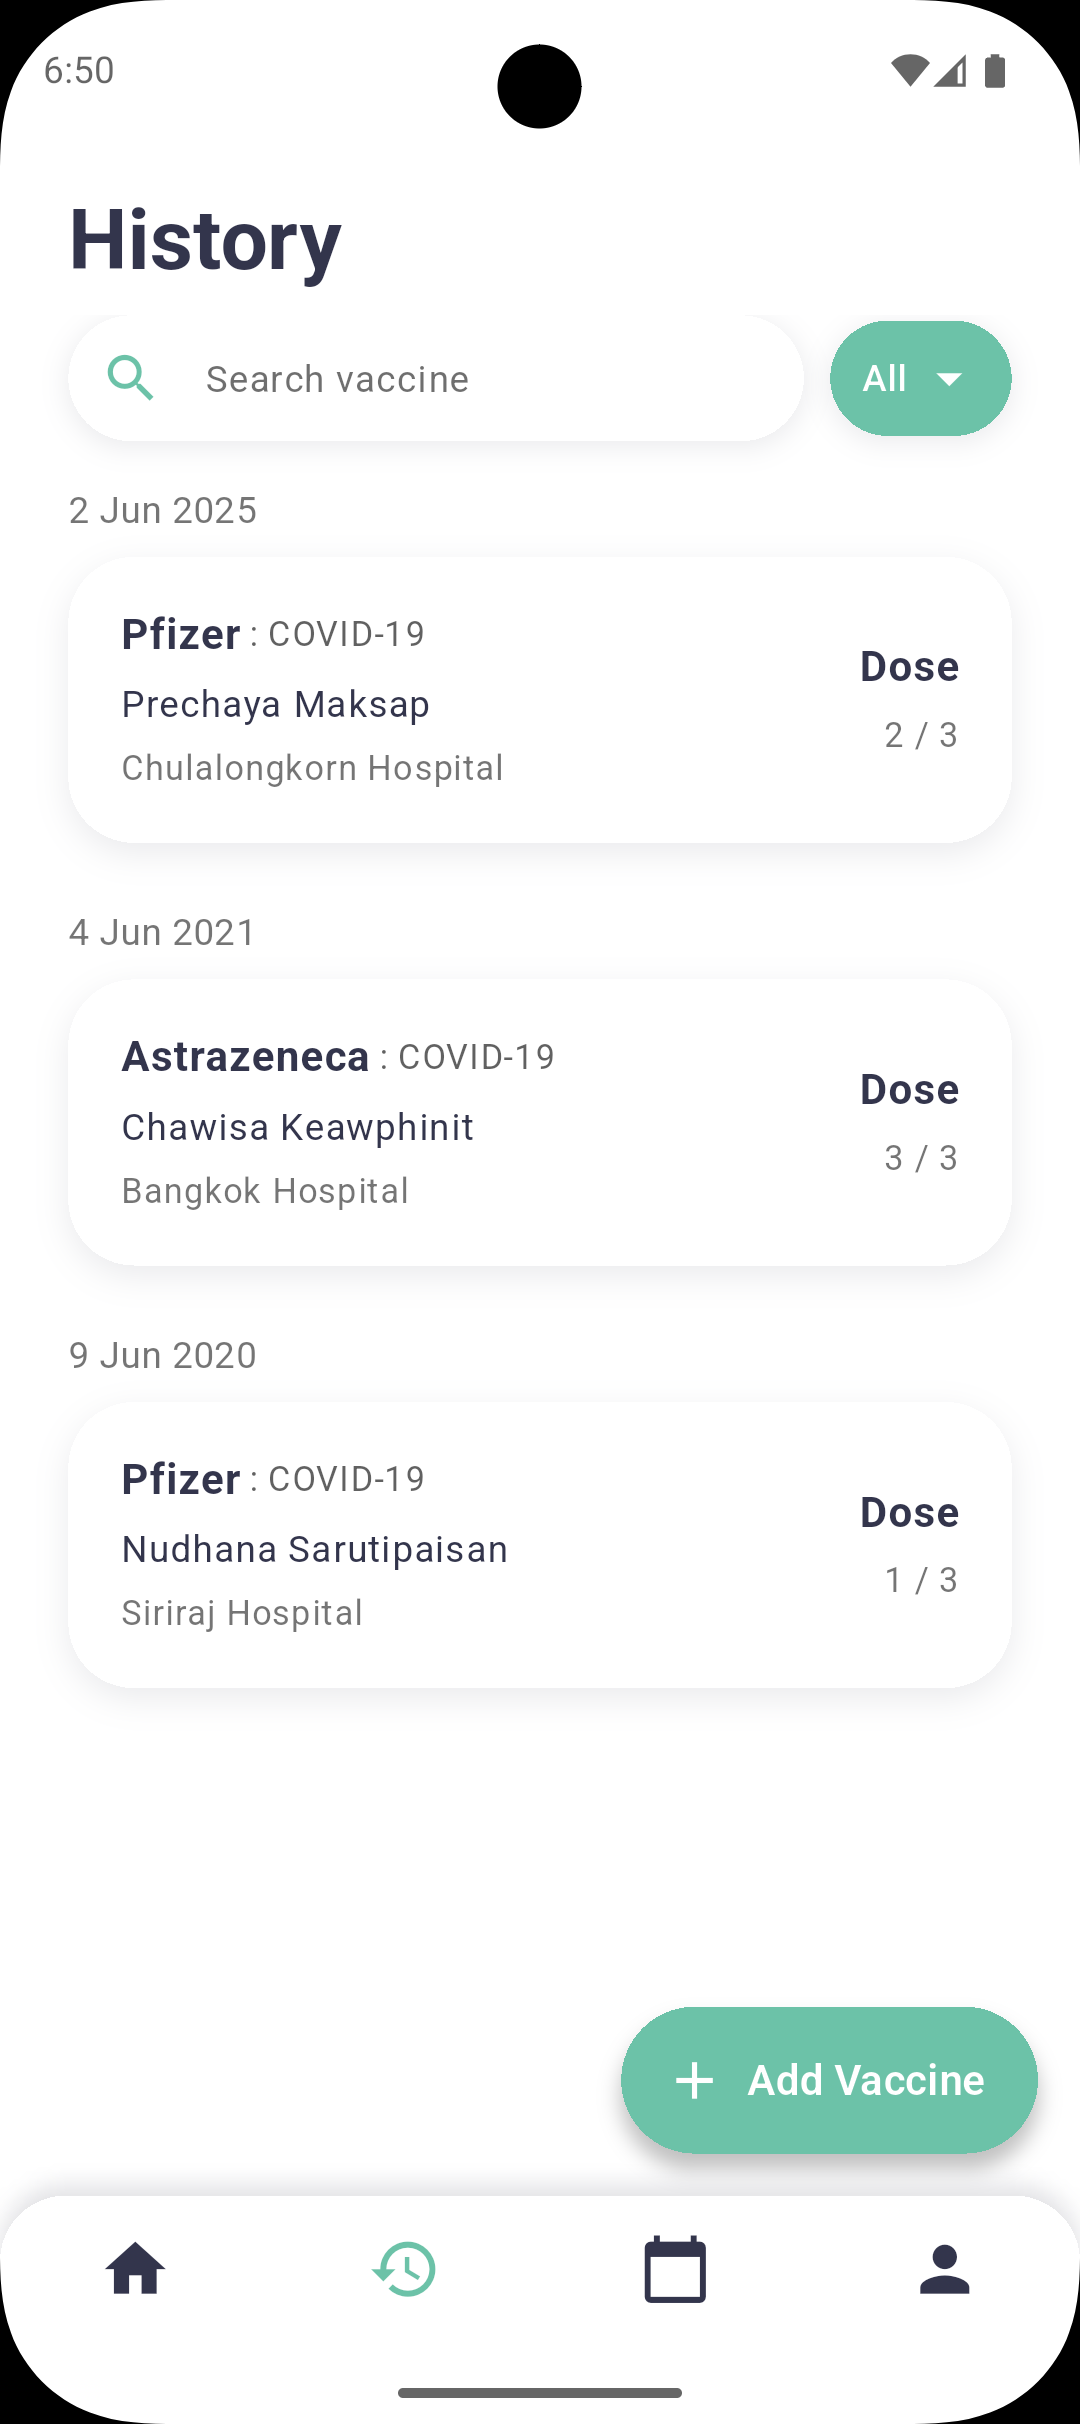 6:50
History
Search vaccine
All
2 Jun 2025
Pfizer : COVID-19
Prechaya Maksap
Chulalongkorn Hospital
Dose
2 / 3
4 Jun 2021
Astrazeneca : COVID-19
Chawisa Keawphinit
Bangkok Hospital
Dose
3 / 3
9 Jun 2020
Pfizer : COVID-19
Nudhana Sarutipaisan
Siriraj Hospital
Dose
1 / 3
Add Vaccine